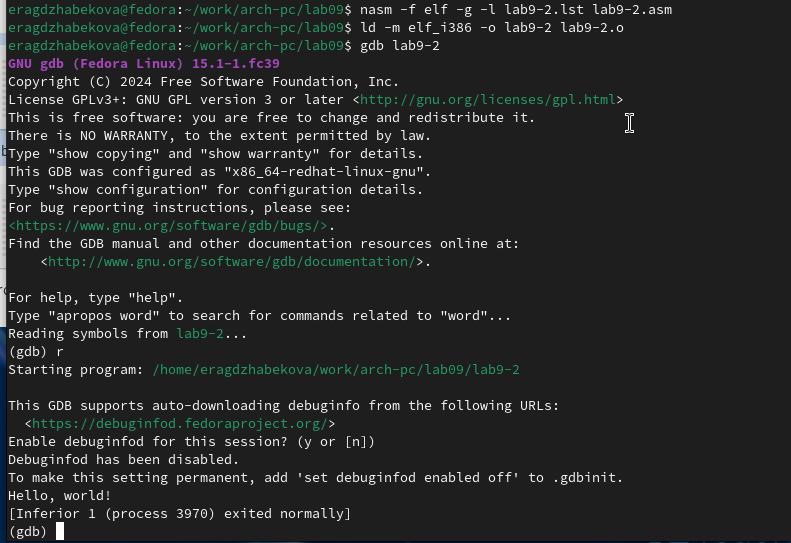 eragdzhabekova@fedora:~/work/arch-pc/lab09$ nasm -f elf -g -l lab9-2.lst lab9-2.asm
eragdzhabekova@fedora:~/work/arch-pc/lab09$ ld -m elf_i386 -o lab9-2 lab9-2.o
eragdzhabekova@fedora:~/work/arch-pc/lab09$ gdb lab9-2
GNU gdb (Fedora Linux) 15.1-1.fc39
Copyright (C) 2024 Free Software Foundation, Inc.
License GPLv3+: GNU GPL version 3 or later <http://gnu.org/licenses/gpl.html>
This is free software: you are free to change and redistribute it.
There is NO WARRANTY, to the extent permitted by law.
Type "show copying" and "show warranty" for details.
This GDB was configured as "x86_64-redhat-linux-gnu".
Type "show configuration" for configuration details.
For bug reporting instructions, please see:
<https://www.gnu.org/software/gdb/bugs/>.
Find the GDB manual and other documentation resources online at:
    <http://www.gnu.org/software/gdb/documentation/>.

For help, type "help".
Type "apropos word" to search for commands related to "word"...
Reading symbols from lab9-2...
(gdb) r
Starting program: /home/eragdzhabekova/work/arch-pc/lab09/lab9-2

This GDB supports auto-downloading debuginfo from the following URLs:
  <https://debuginfod.fedoraproject.org/>
Enable debuginfod for this session? (y or [n])
Debuginfod has been disabled.
To make this setting permanent, add 'set debuginfod enabled off' to .gdbinit.
Hello, world!
[Inferior 1 (process 3970) exited normally]
(gdb)